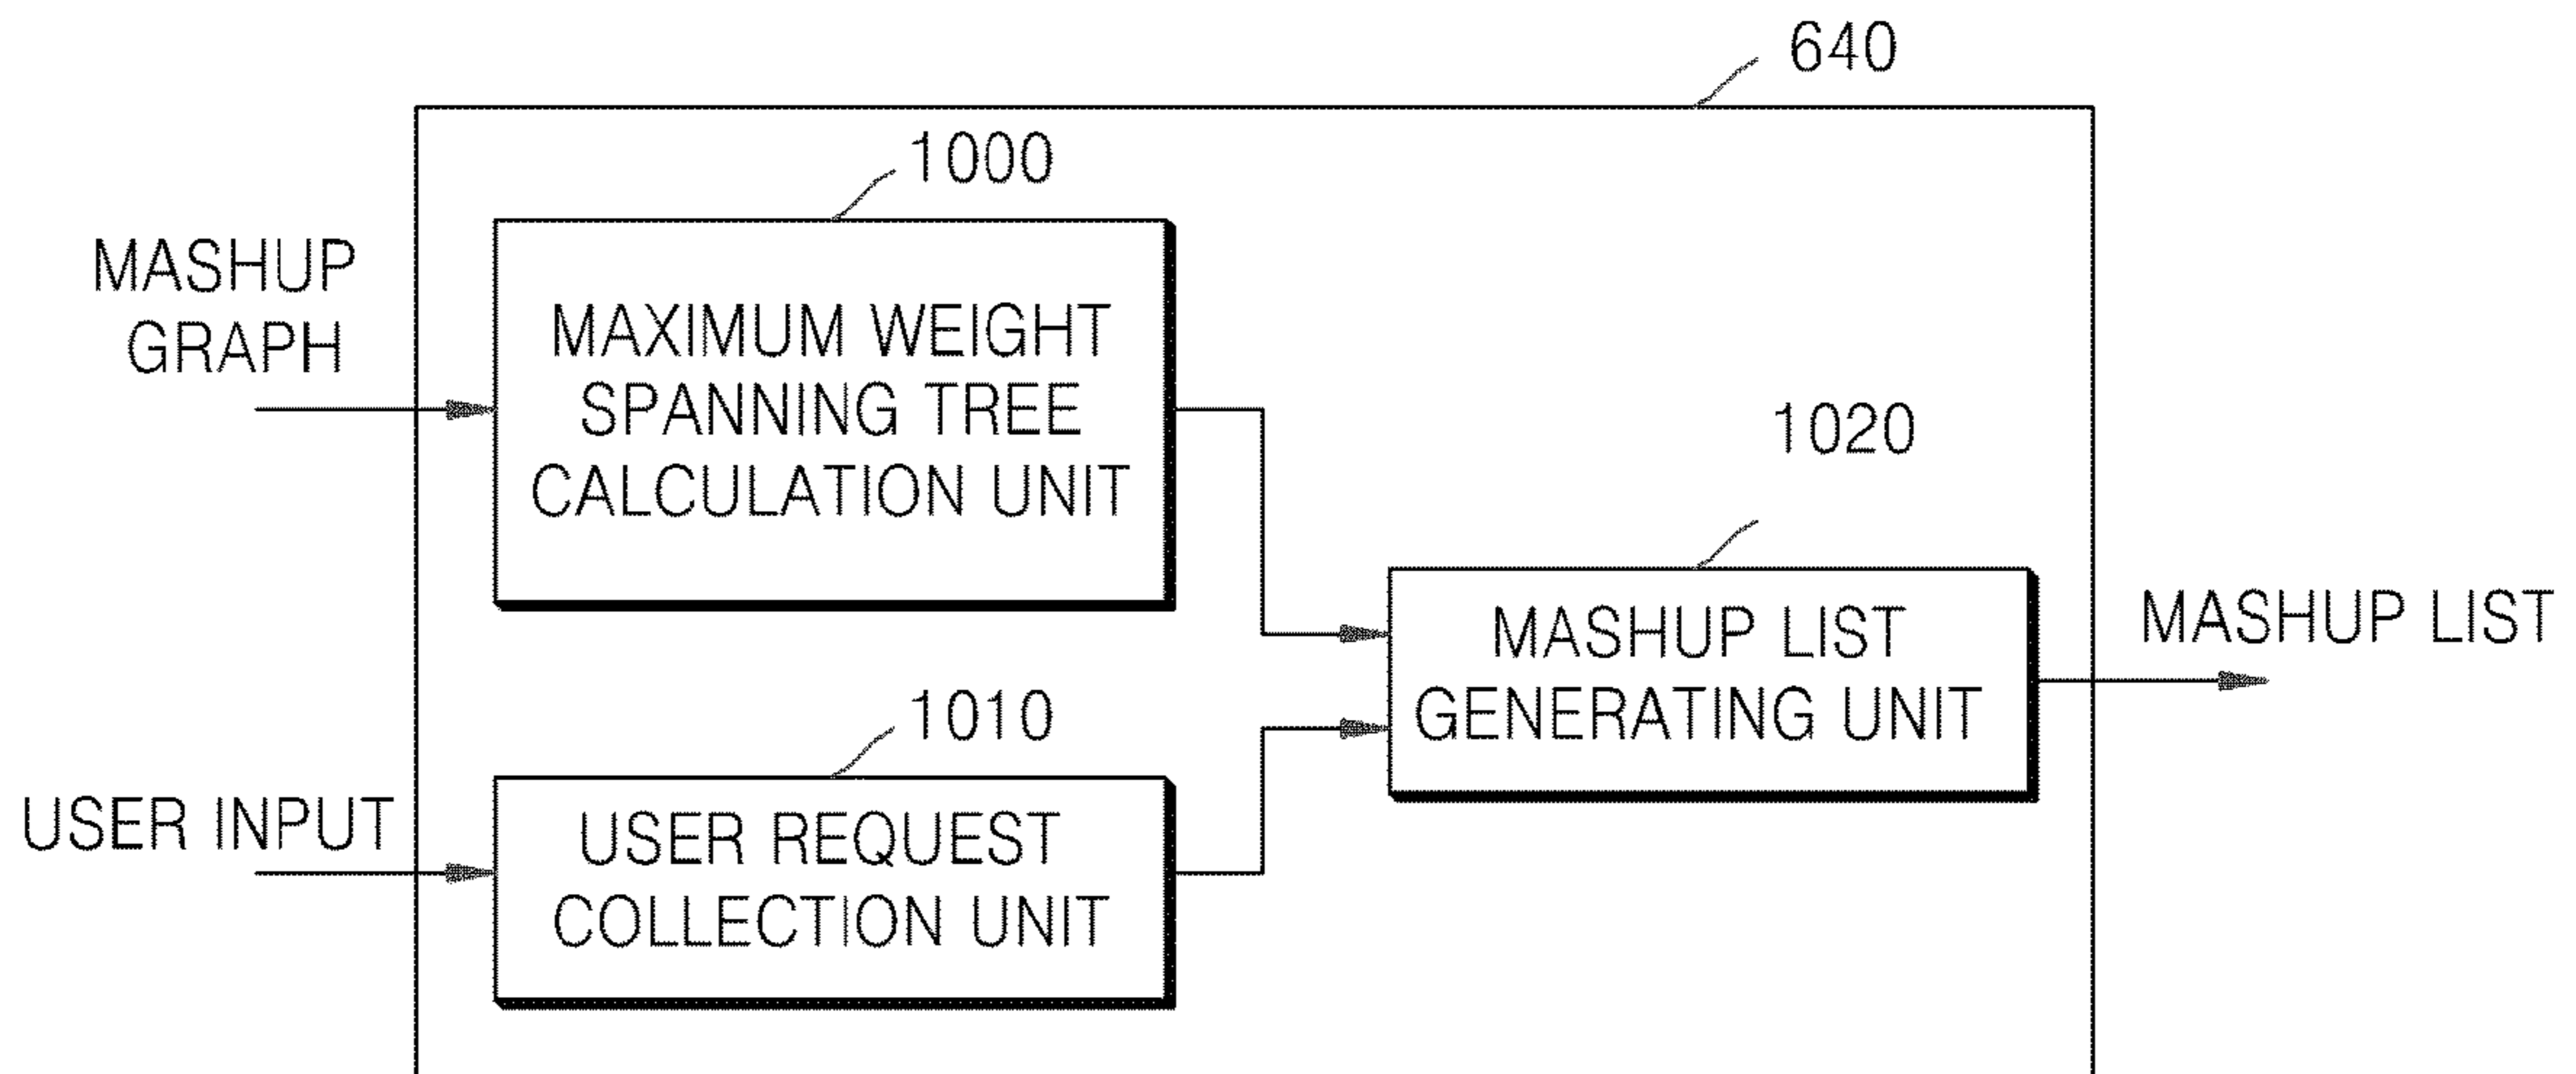 640
1000
MASHUP
GRAPH
MAXIMUM WEIGHT
SPANNING TREE
CALCULATION UNIT
1020
MASHUP LIST
GENERATING UNIT
MASHUP LIST
1010
USER INPUT
USER REQUEST
COLLECTION UNIT